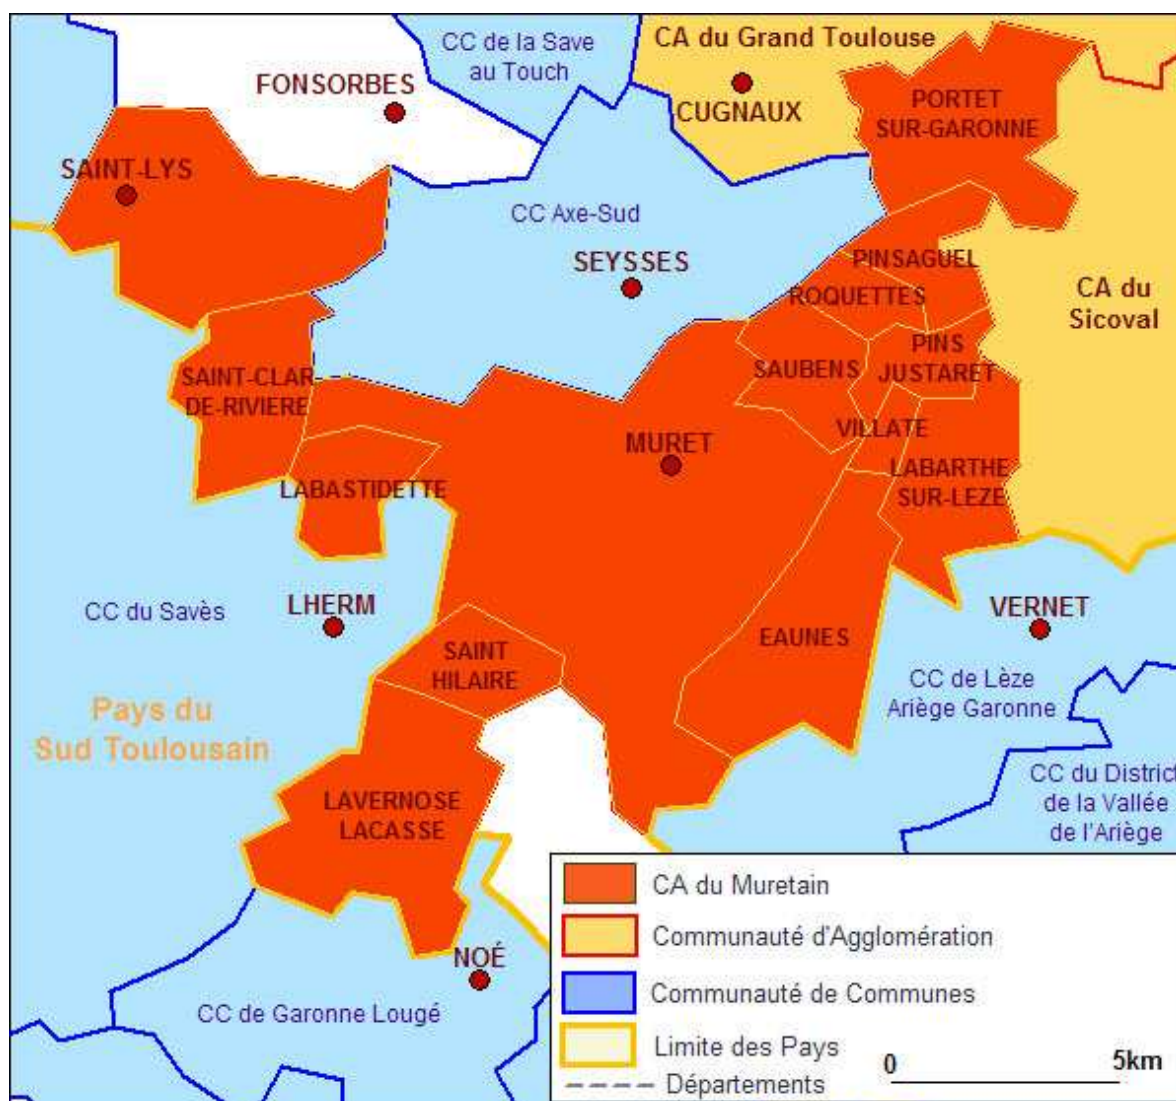 CC de la Save
au Touch
CA du Grand Toulouse
FONSORBES
CUGNAUX
PORTET
SUR-GARONNE
SAINT-LYS
CC Axe-Sud
SEYSSES
PINSAGUEL
ROQUETTES
CA du
Sicoval
SAUBENS
PINS
JUSTARET
SAINT-CLAR-
DE-RIVIERE
MURET
VILLATE
LABASTIDETTE
LABARTHE
SUR-LEZE
CC du Savès
LHERM
VERNET
EAUNES
SAINT
HILAIRE
CC de Lèze
Ariège Garonne
Pays du
Sud Toulousain
LAVERNOSE
LACASSE
CC du District
de la Vallée
de l'Ariège
NOÉ
CC de Garonne Lougé
CA du Muretain
Communauté d'Agglomération
Communauté de Communes
Limite des Pays
Départements
0 5km